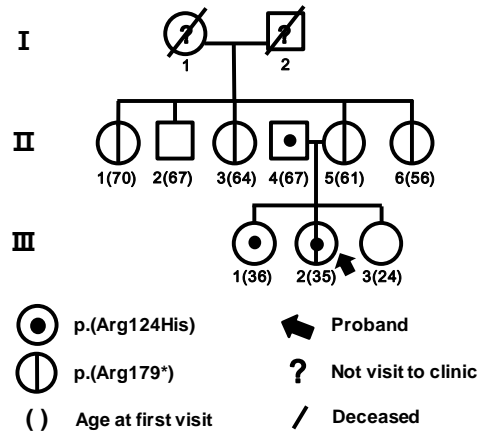 I
?
?
1
2
II
1(70) 2(67) 3(64) 4(67) 5(61) 6(56)
III
1(36) 2(35) 3(24)
p.(Arg124His)
Proband
p.(Arg179*)
? Not visit to clinic
( ) Age at first visit
/ Deceased